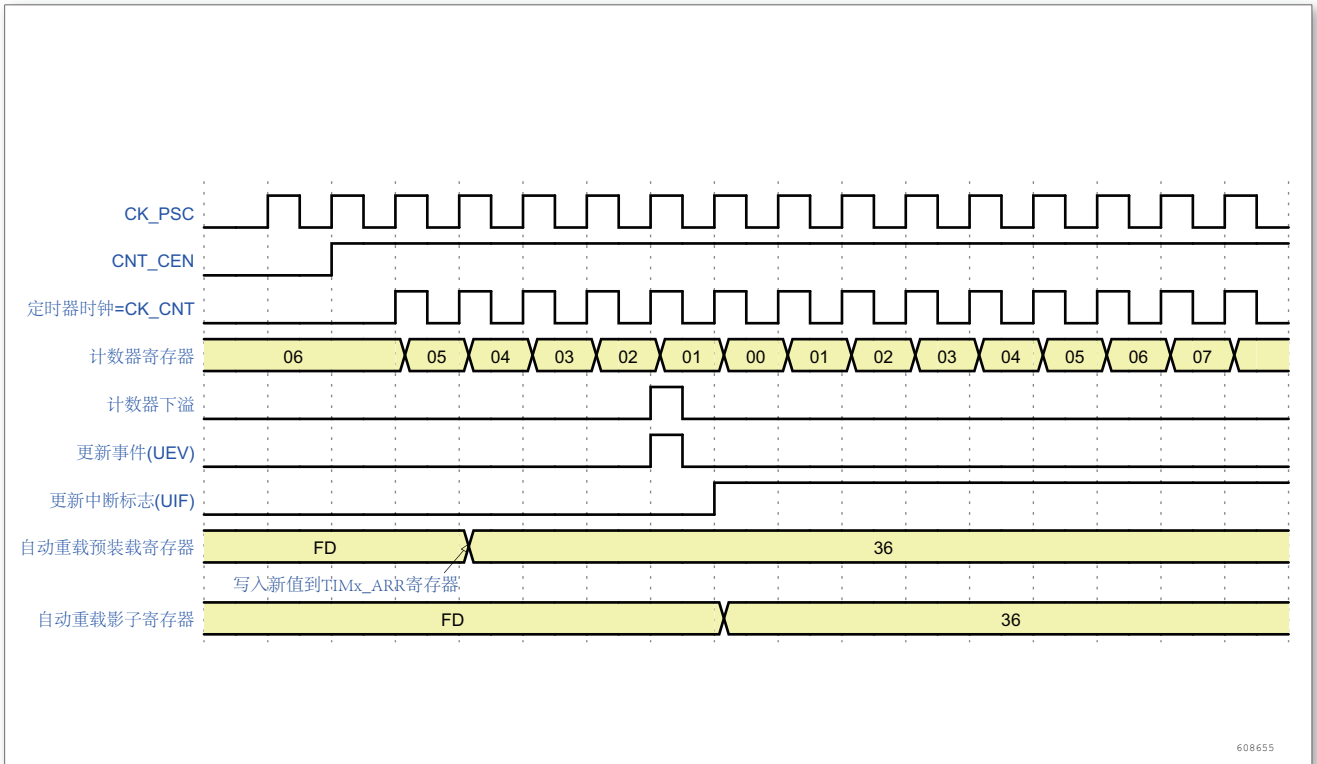 CK_PSC
CNT_CEN
定时器时钟=CK_CNT
计数器寄存器 06 05 04 03 02 01 00 01 02 03 04 05 06 07
计数器下溢
更新事件(UEV)
更新中断标志(UIF)
自动重载预装载寄存器 FD 36
写入新值到TIMx_ARR寄存器
自动重载影子寄存器 FD 36
608655